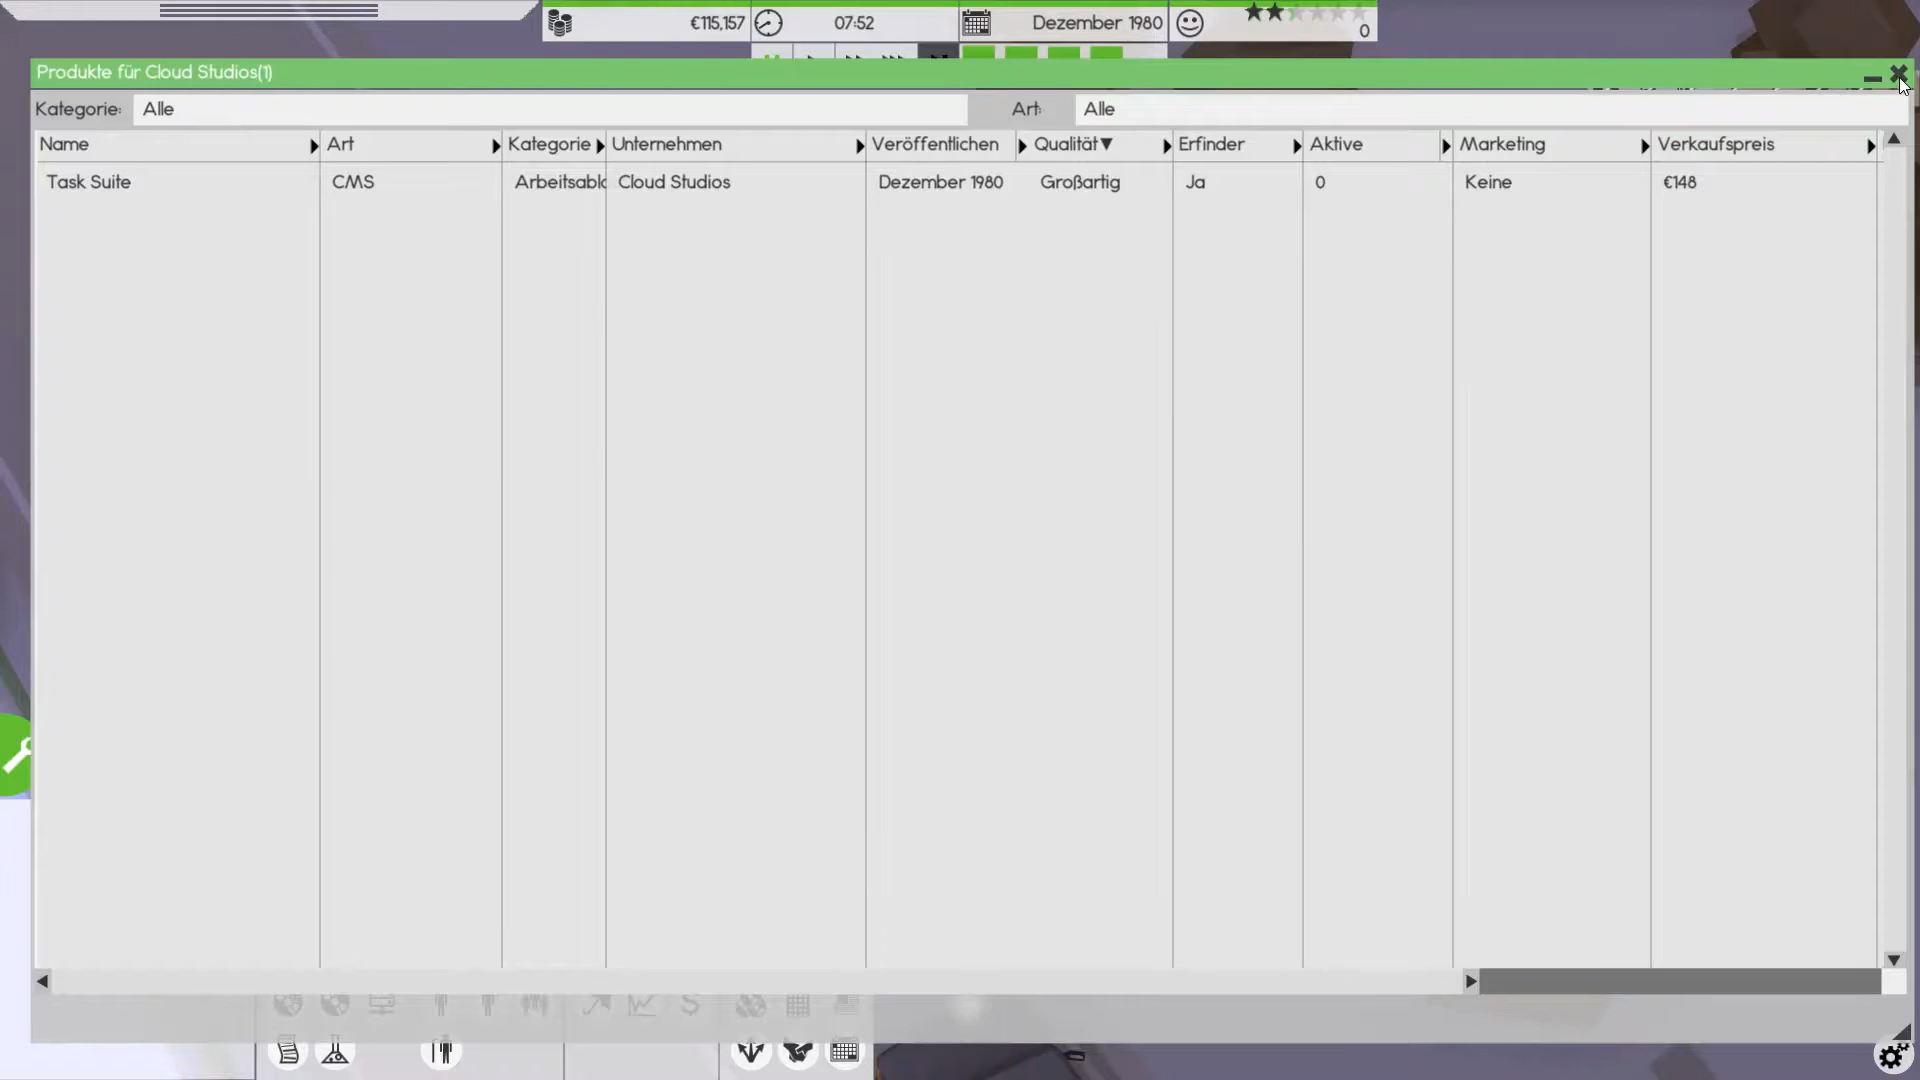 €115,157 07:52 Dezember 1980 0
Produkte für Cloud Studios(1)
Kategorie: Alle Art: Alle
Name Art Kategorie Unternehmen Veröffentlichen Qualität▼ Erfinder Aktive Marketing Verkaufspreis
Task Suite CMS Arbeitsabl Cloud Studios Dezember 1980 Großartig Ja 0 Keine €148